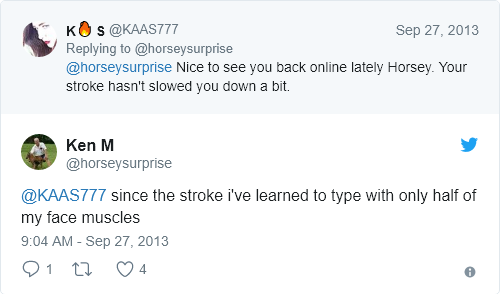 K🔥S @KAAS777 Sep 27, 2013
Replying to @horseysurprise
@horseysurprise Nice to see you back online lately Horsey. Your
stroke hasn't slowed you down a bit.
Ken M
@horseysurprise
@KAAS777 since the stroke i've learned to type with only half of
my face muscles
9:04 AM - Sep 27, 2013
1 4